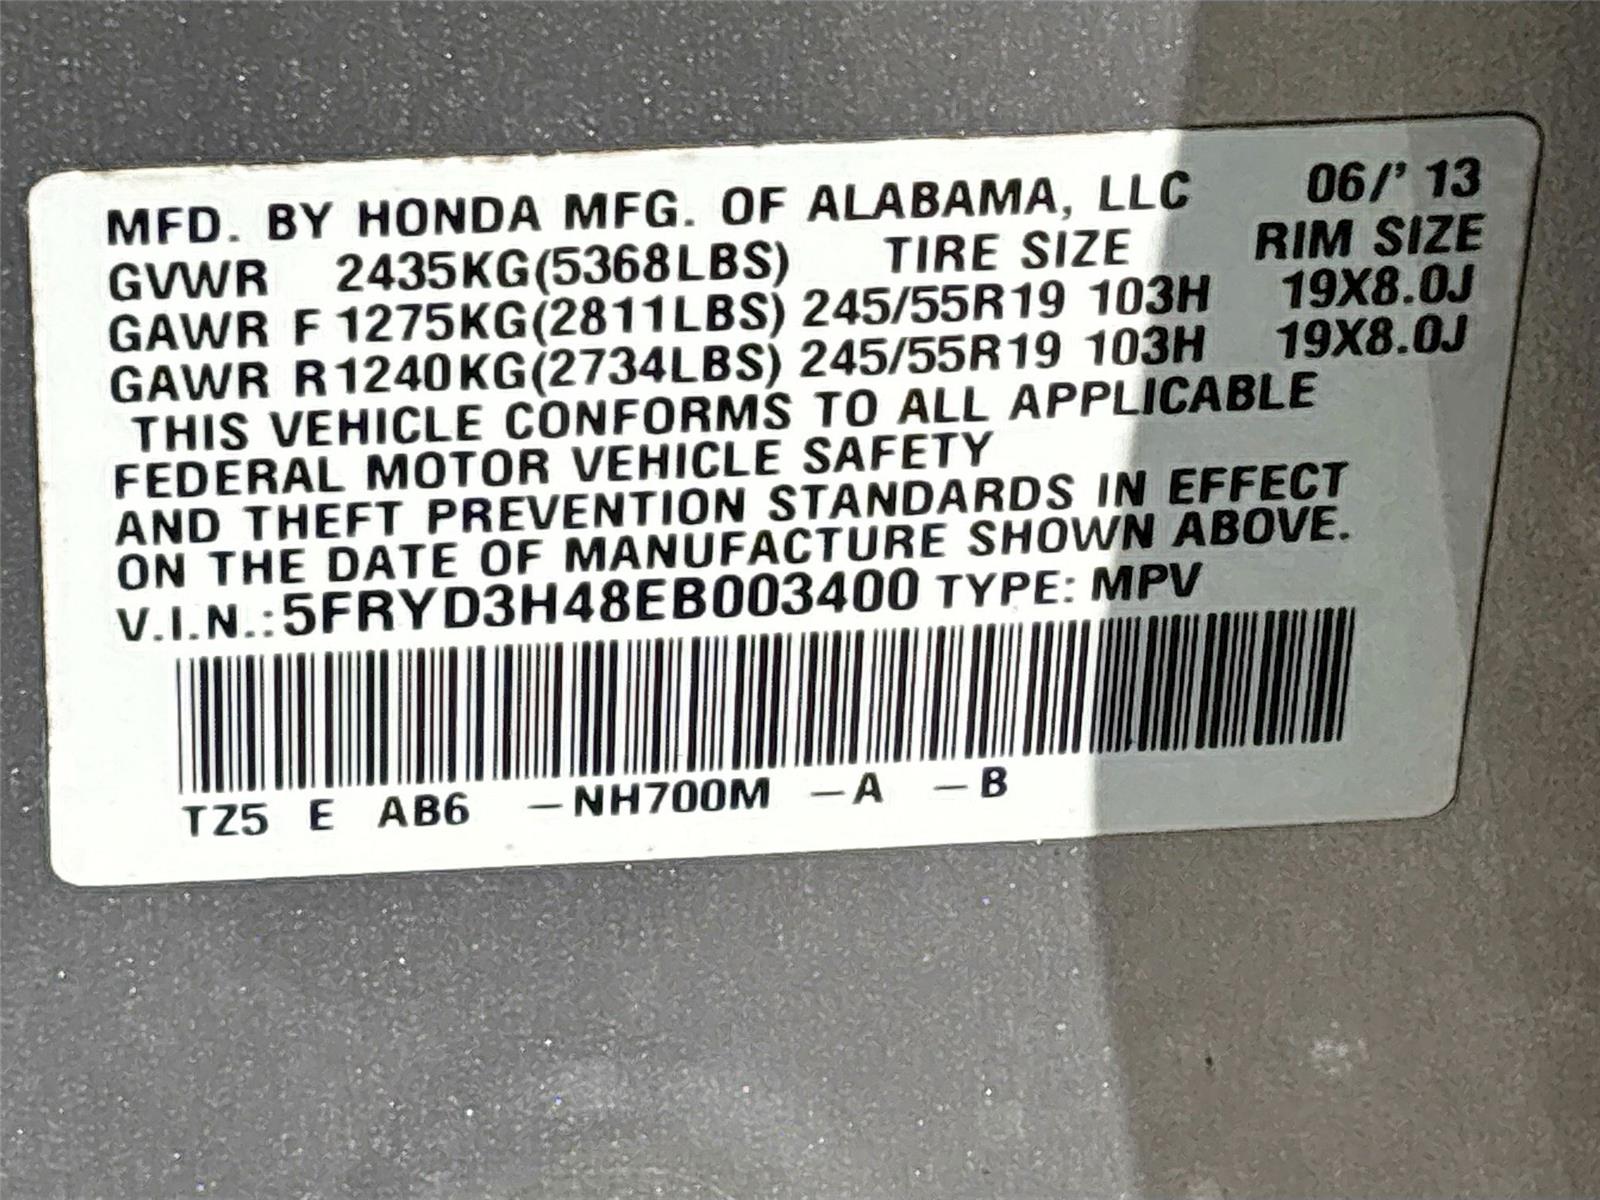 MFD. BY HONDA MFG. OF ALABAMA, LLC 06/' 13
GVWR 2435KG(5368LBS) TIRE SIZE RIM SIZE
GAWR F 1275KG(2811LBS) 245/55R19 103H 19X8.0J
GAWR R 1240KG(2734LBS) 245/55R19 103H 19X8.0J
THIS VEHICLE CONFORMS TO ALL APPLICABLE
FEDERAL MOTOR VEHICLE SAFETY
AND THEFT PREVENTION STANDARDS IN EFFECT
ON THE DATE OF MANUFACTURE SHOWN ABOVE.
V.I.N.:5FRYD3H48EB003400 TYPE: MPV
TZ5 E AB6 –NH700M –A –B